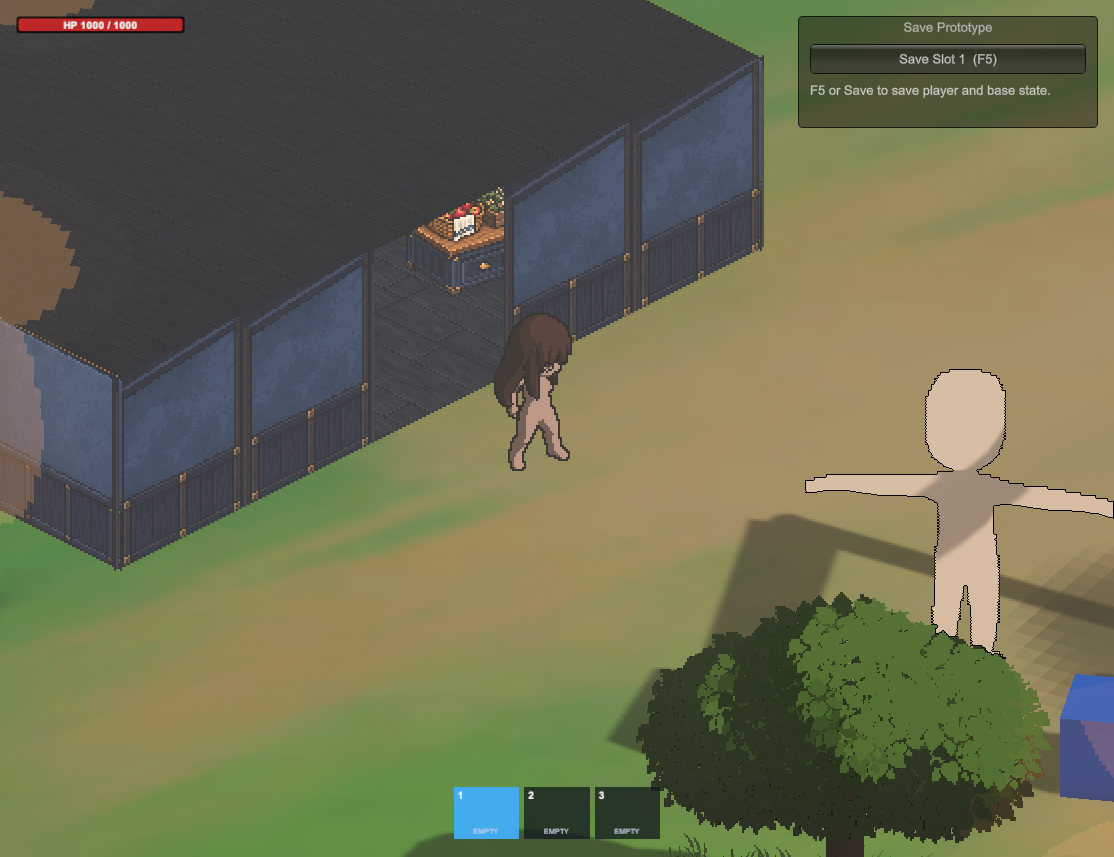 HP 1000 / 1000
Save Prototype
Save Slot 1 (F5)
F5 or Save to save player and base state.
1
EMPTY
2
EMPTY
3
EMPTY